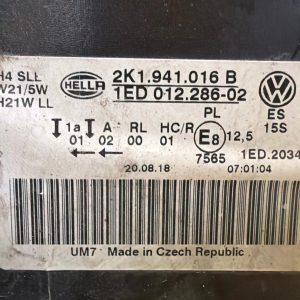 H4 SLL
W21/5W
H21W LL
HELLA
2K1.941.016 B
1ED 012.286-02
PL
ES
15S
1a A RL HC/R E8 12,5
01 02 00 01
7565 1ED.2034
20.08.18 07:01:04
UM7 Made in Czech Republic